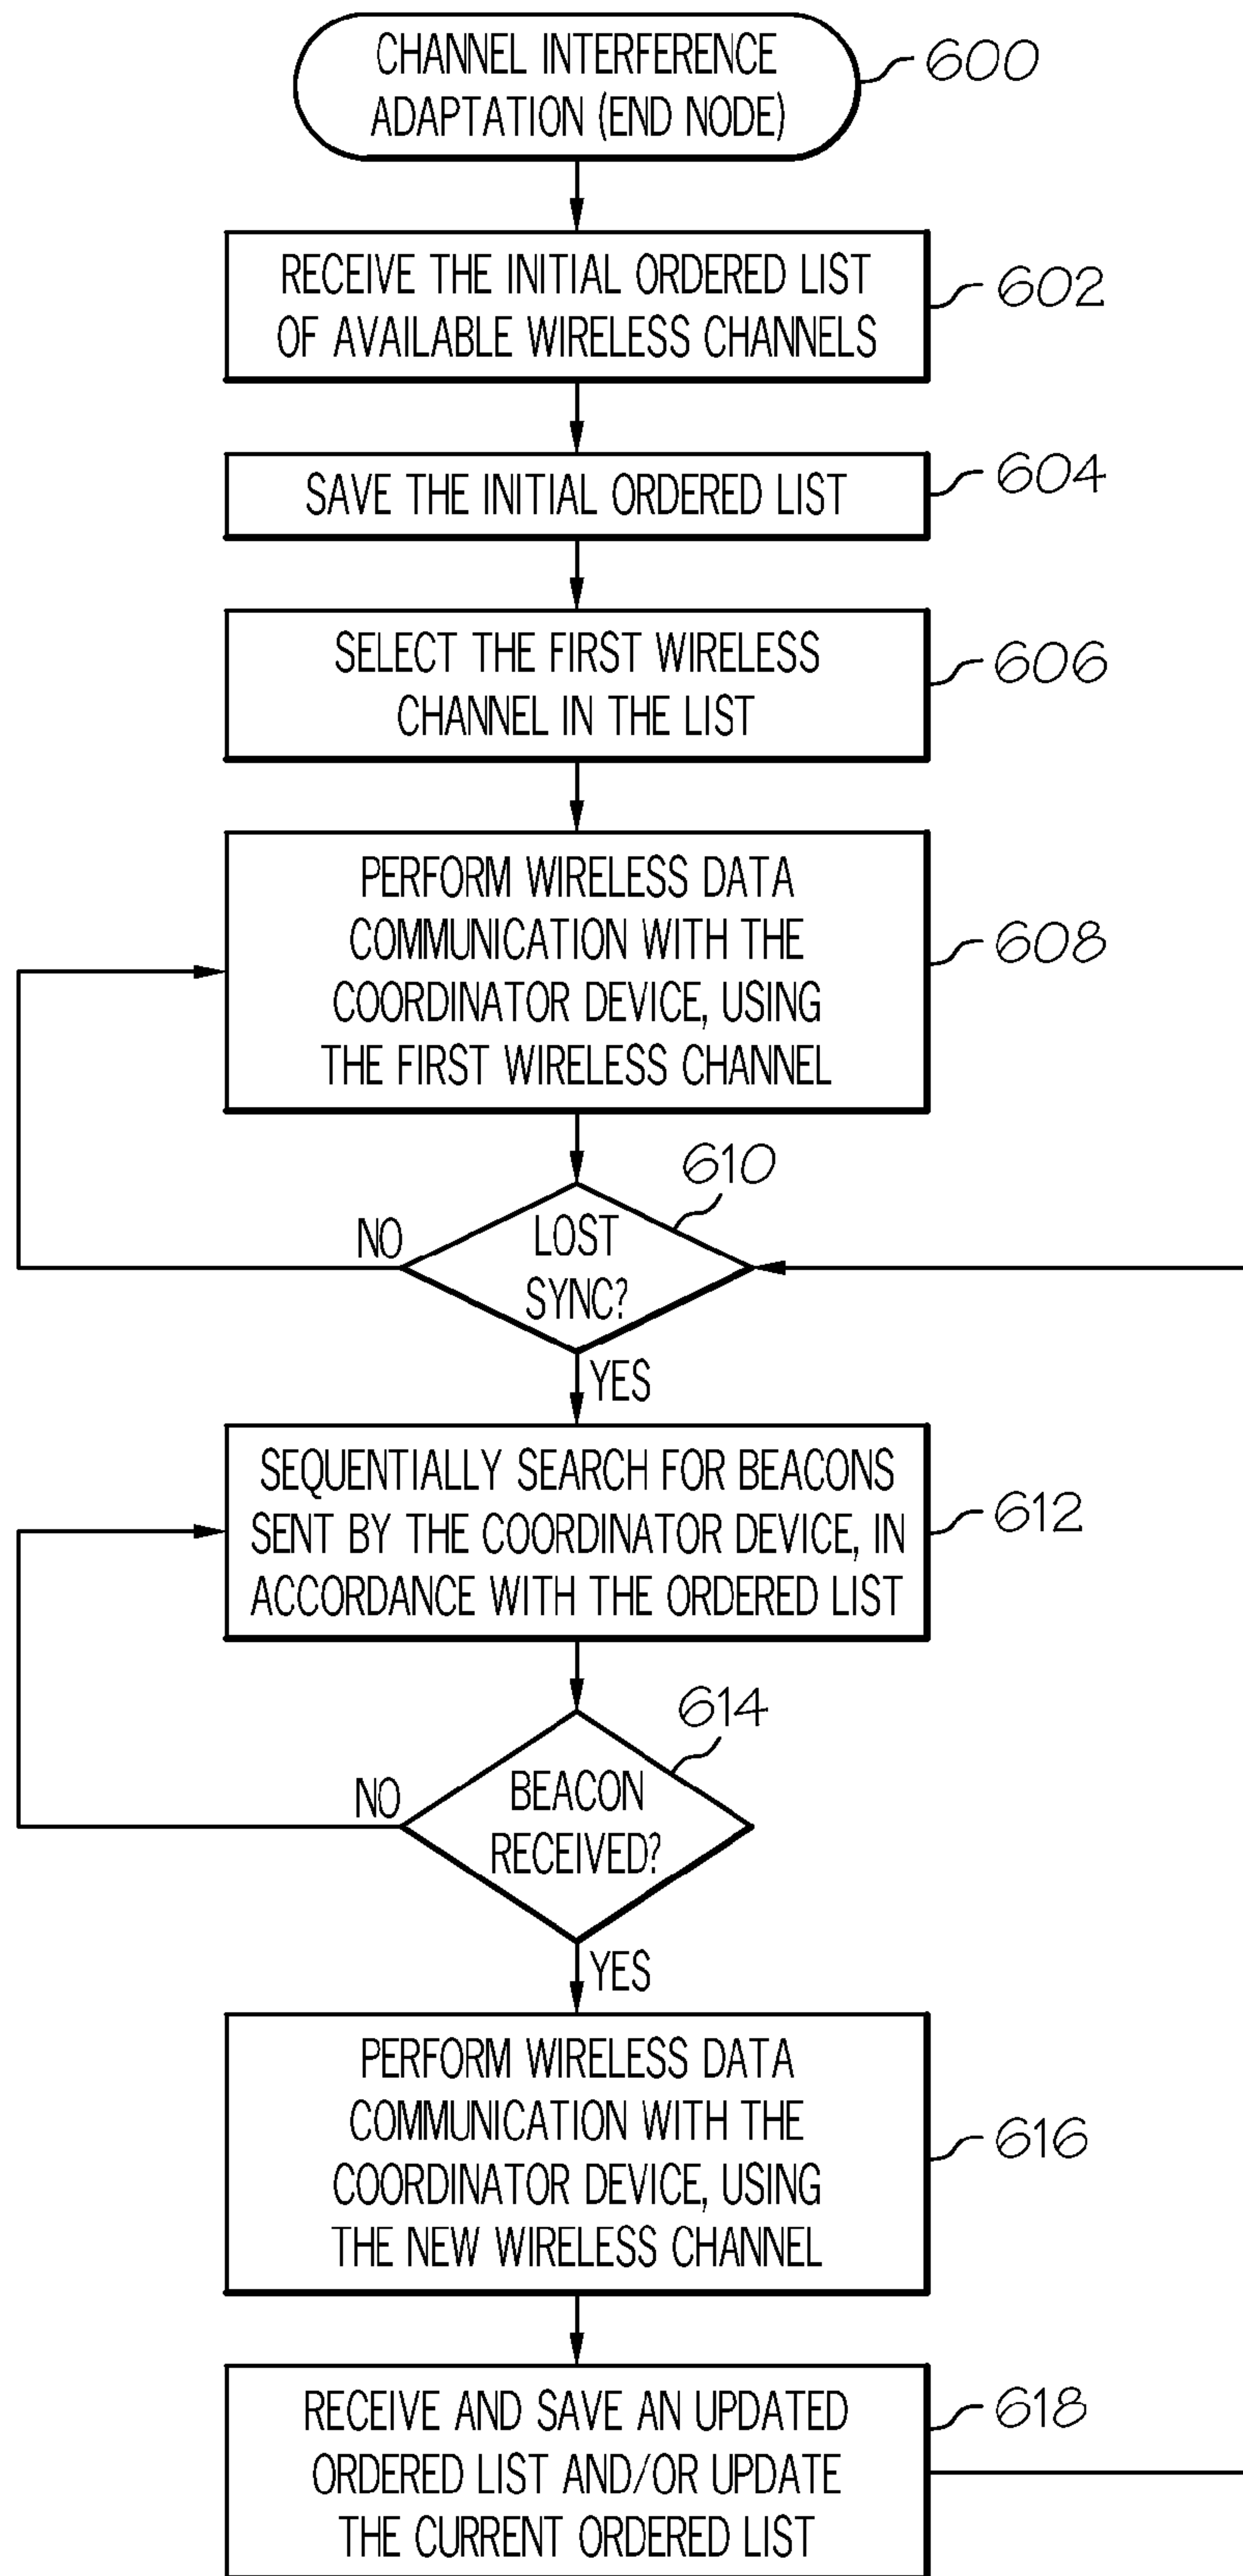 CHANNEL INTERFERENCE
ADAPTATION (END NODE)
600
RECEIVE THE INITIAL ORDERED LIST
OF AVAILABLE WIRELESS CHANNELS
602
SAVE THE INITIAL ORDERED LIST
604
SELECT THE FIRST WIRELESS
CHANNEL IN THE LIST
606
PERFORM WIRELESS DATA
COMMUNICATION WITH THE
COORDINATOR DEVICE, USING
THE FIRST WIRELESS CHANNEL
608
610
NO
LOST
SYNC?
YES
SEQUENTIALLY SEARCH FOR BEACONS
SENT BY THE COORDINATOR DEVICE, IN
ACCORDANCE WITH THE ORDERED LIST
612
614
NO
BEACON
RECEIVED?
YES
PERFORM WIRELESS DATA
COMMUNICATION WITH THE
COORDINATOR DEVICE, USING
THE NEW WIRELESS CHANNEL
616
RECEIVE AND SAVE AN UPDATED
ORDERED LIST AND/OR UPDATE
THE CURRENT ORDERED LIST
618